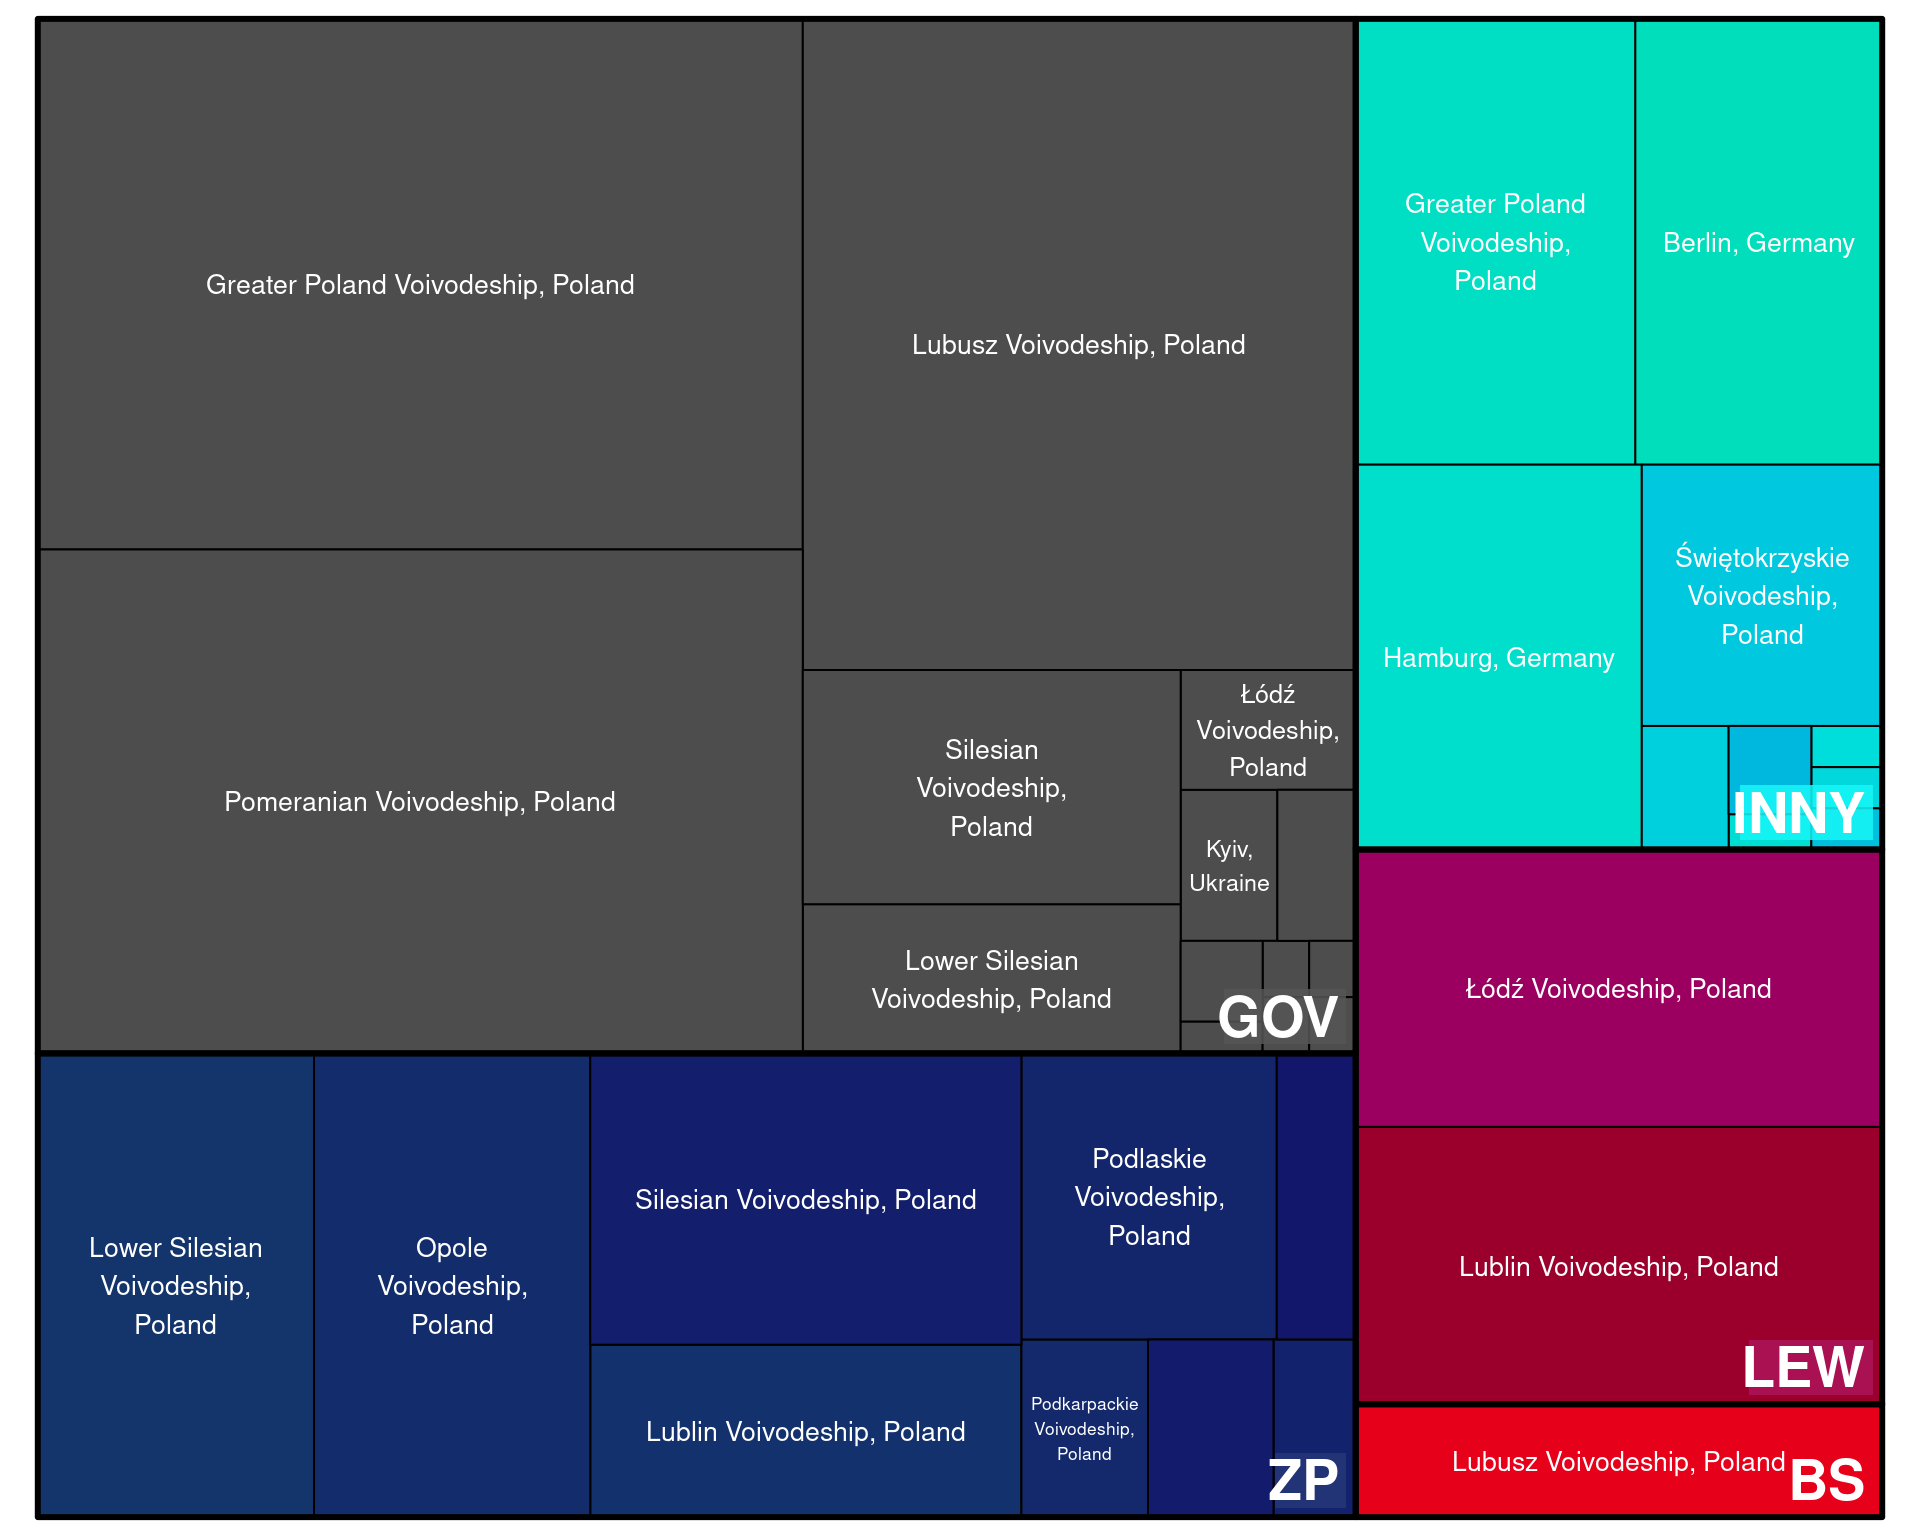 Greater Poland Voivodeship, Poland
Pomeranian Voivodeship, Poland
Lubusz Voivodeship, Poland
Silesian
Voivodeship,
Poland
Lower Silesian
Voivodeship, Poland
Łódź
Voivodeship,
Poland
Kyiv,
Ukraine
GOV
Greater Poland
Voivodeship,
Poland
Berlin, Germany
Hamburg, Germany
Świętokrzyskie
Voivodeship,
Poland
INNY
Łódź Voivodeship, Poland
Lublin Voivodeship, Poland
LEW
Lubusz Voivodeship, Poland
BS
Lower Silesian
Voivodeship,
Poland
Opole
Voivodeship,
Poland
Silesian Voivodeship, Poland
Lublin Voivodeship, Poland
Podlaskie
Voivodeship,
Poland
Podkarpackie
Voivodeship,
Poland
ZP